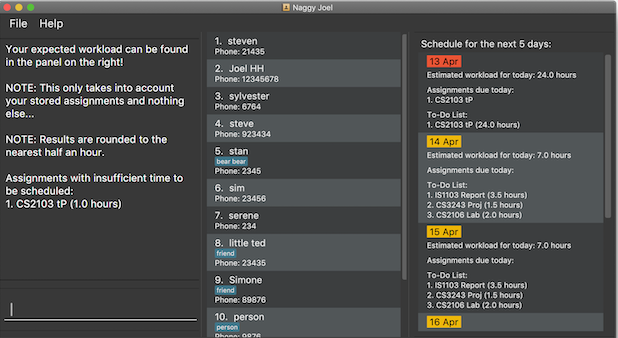 Naggy Joel
File Help
Your expected workload can be found
in the panel on the right!
NOTE: This only takes into account
your stored assignments and nothing
else...
NOTE: Results are rounded to the
nearest half an hour.
Assignments with insufficient time to
be scheduled:
1. CS2103 tP (1.0 hours)
1. steven
Phone: 21435
2. Joel HH
Phone: 12345678
3. sylvester
Phone: 6764
4. steve
Phone: 923434
5. stan
bear bear
Phone: 2345
6. sim
Phone: 23456
7. serene
Phone: 234
8. little ted
friend
Phone: 23435
9. Simone
friend
Phone: 89876
10. person
person
Phone: 9876
Schedule for the next 5 days:
13 Apr
Estimated workload for today: 24.0 hours
Assignments due today:
1. CS2103 tP
To-Do List:
1. CS2103 tP (24.0 hours)
14 Apr
Estimated workload for today: 7.0 hours
Assignments due today:
To-Do List:
1. IS1103 Report (3.5 hours)
2. CS3243 Proj (1.5 hours)
3. CS2106 Lab (2.0 hours)
15 Apr
Estimated workload for today: 7.0 hours
Assignments due today:
To-Do List:
1. IS1103 Report (3.5 hours)
2. CS3243 Proj (1.5 hours)
3. CS2106 Lab (2.0 hours)
16 Apr